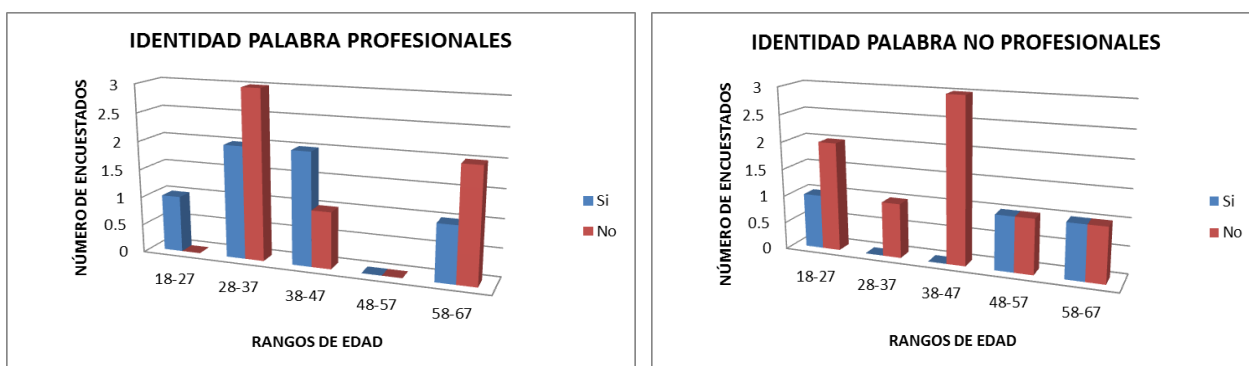 IDENTIDAD PALABRA PROFESIONALES
NÚMERO DE ENCUESTADOS
3
2.5
2
1.5
1
0.5
0
18-27
28-37
38-47
48-57
58-67
RANGOS DE EDAD
Si
No
IDENTIDAD PALABRA NO PROFESIONALES
NÚMERO DE ENCUESTADOS
3
2.5
2
1.5
1
0.5
0
18-27
28-37
38-47
48-57
58-67
RANGOS DE EDAD
Si
No